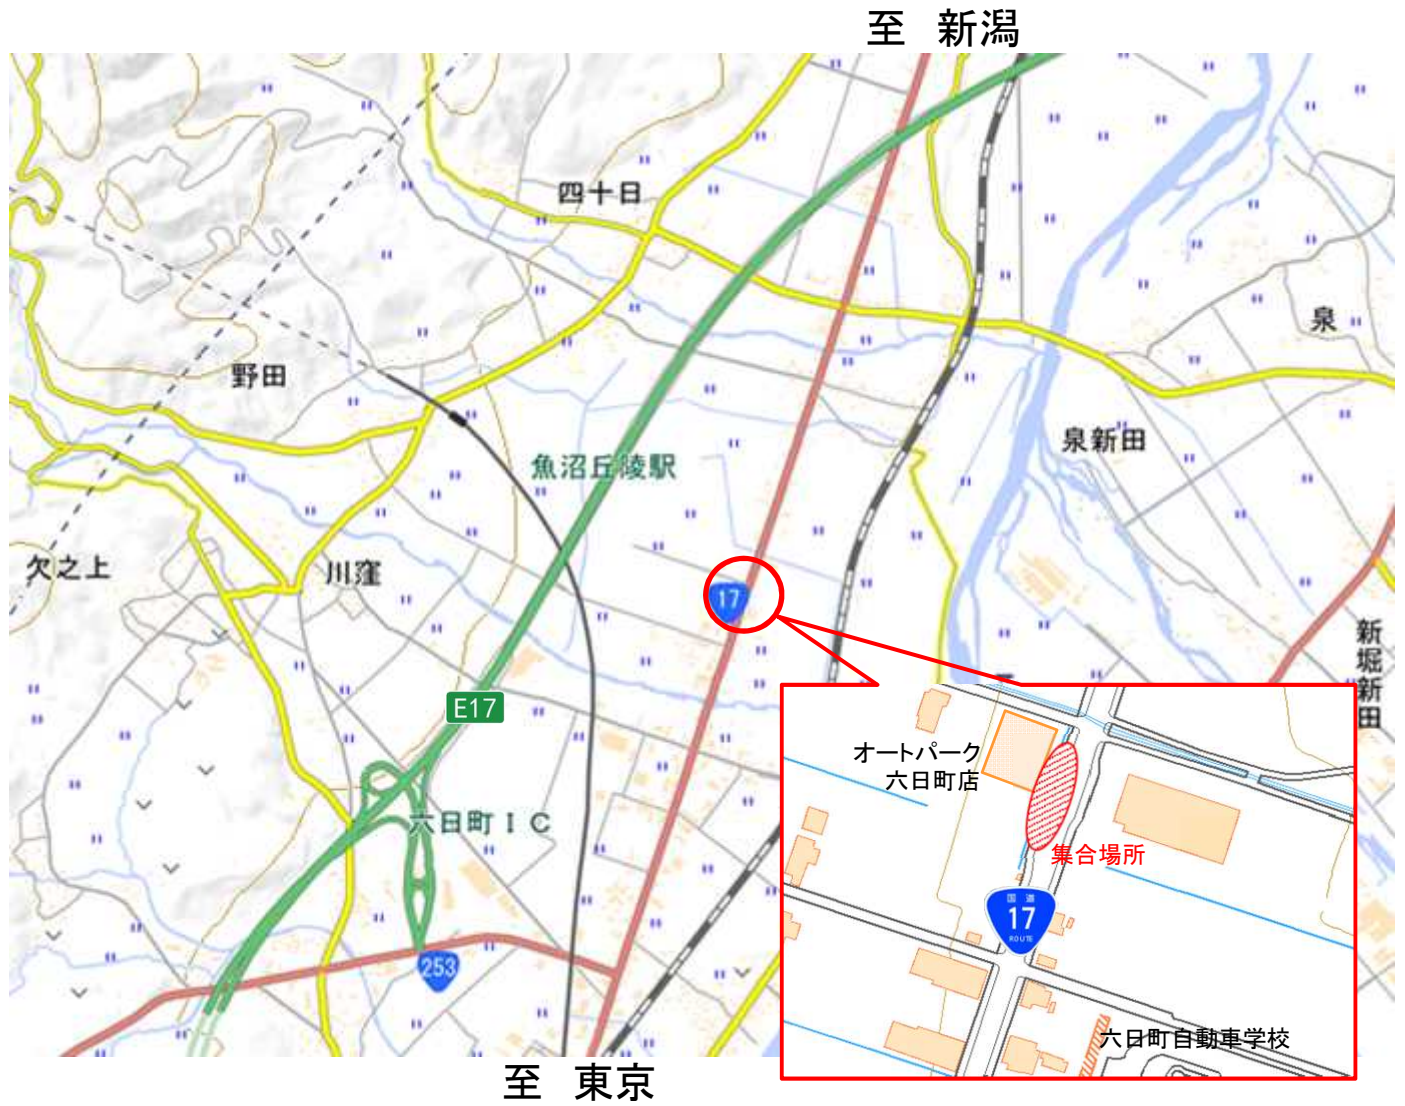 至 新潟
四十日
泉
野田
泉新田
魚沼丘陵駅
欠之上
川窪
17
新堀新田
E17
オートパーク
六日町店
六日町IC
集合場所
国道
17
ROUTE
253
六日町自動車学校
至 東京